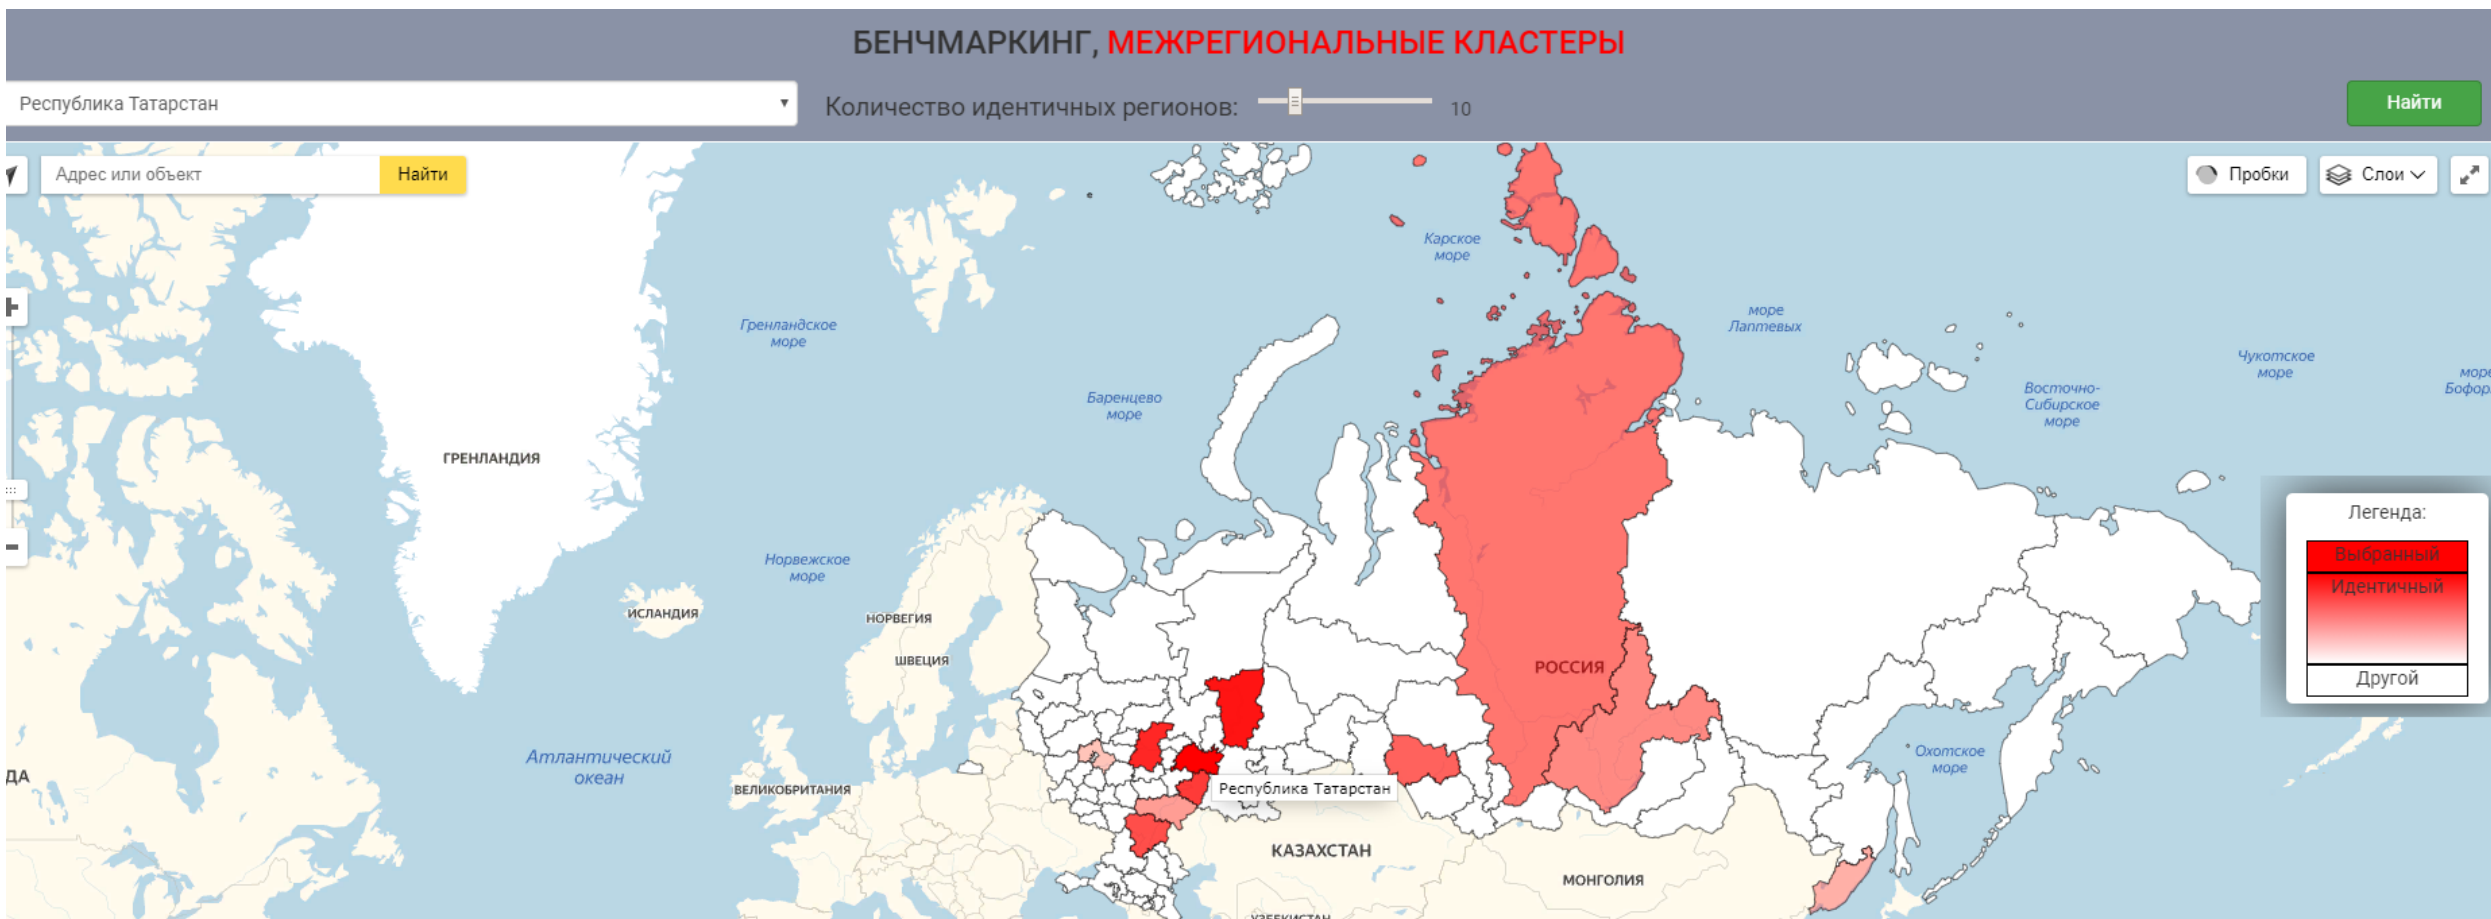 БЕНЧМАРКИНГ, МЕЖРЕГИОНАЛЬНЫЕ КЛАСТЕРЫ
Республика Татарстан
Количество идентичных регионов:
10
Найти
Адрес или объект
Найти
Пробки
Слои
Карское
море
море
Лаптевых
Гренландское
море
Чукотское
море
Баренцево
море
Восточно-
Сибирское
море
море
ГРЕНЛАНДИЯ
Легенда:
Выбранный
Идентичный
Другой
Норвежское
море
ИСЛАНДИЯ
НОРВЕГИЯ
ШВЕЦИЯ
РОССИЯ
Атлантический
океан
Охотское
море
ДА
ВЕЛИКОБРИТАНИЯ
Республика Татарстан
КАЗАХСТАН
МОНГОЛИЯ